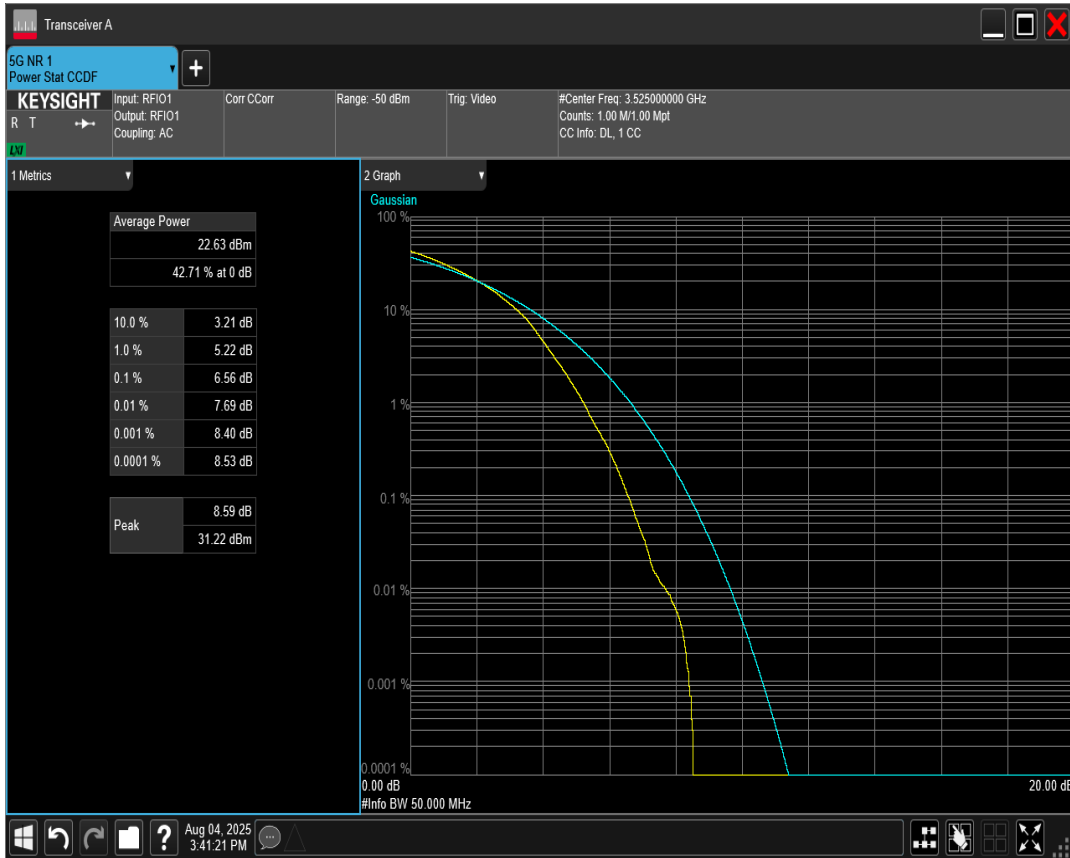 Transceiver A
5G NR 1
Power Stat CCDF
+
KEYSIGHT
R T
LXI
Input: RFIO1
Output: RFIO1
Coupling: AC
Corr CCorr
Range: -50 dBm
Trig: Video
#Center Freq: 3.525000000 GHz
Counts: 1.00 M/1.00 Mpt
CC Info: DL, 1 CC
1 Metrics
Average Power
22.63 dBm
42.71 % at 0 dB
10.0 % 3.21 dB
1.0 % 5.22 dB
0.1 % 6.56 dB
0.01 % 7.69 dB
0.001 % 8.40 dB
0.0001 % 8.53 dB
Peak
8.59 dB
31.22 dBm
2 Graph
Gaussian
100 %
10 %
1 %
0.1 %
0.01 %
0.001 %
0.0001 %
0.00 dB 20.00 dB
#Info BW 50.000 MHz
?
Aug 04, 2025
3:41:21 PM